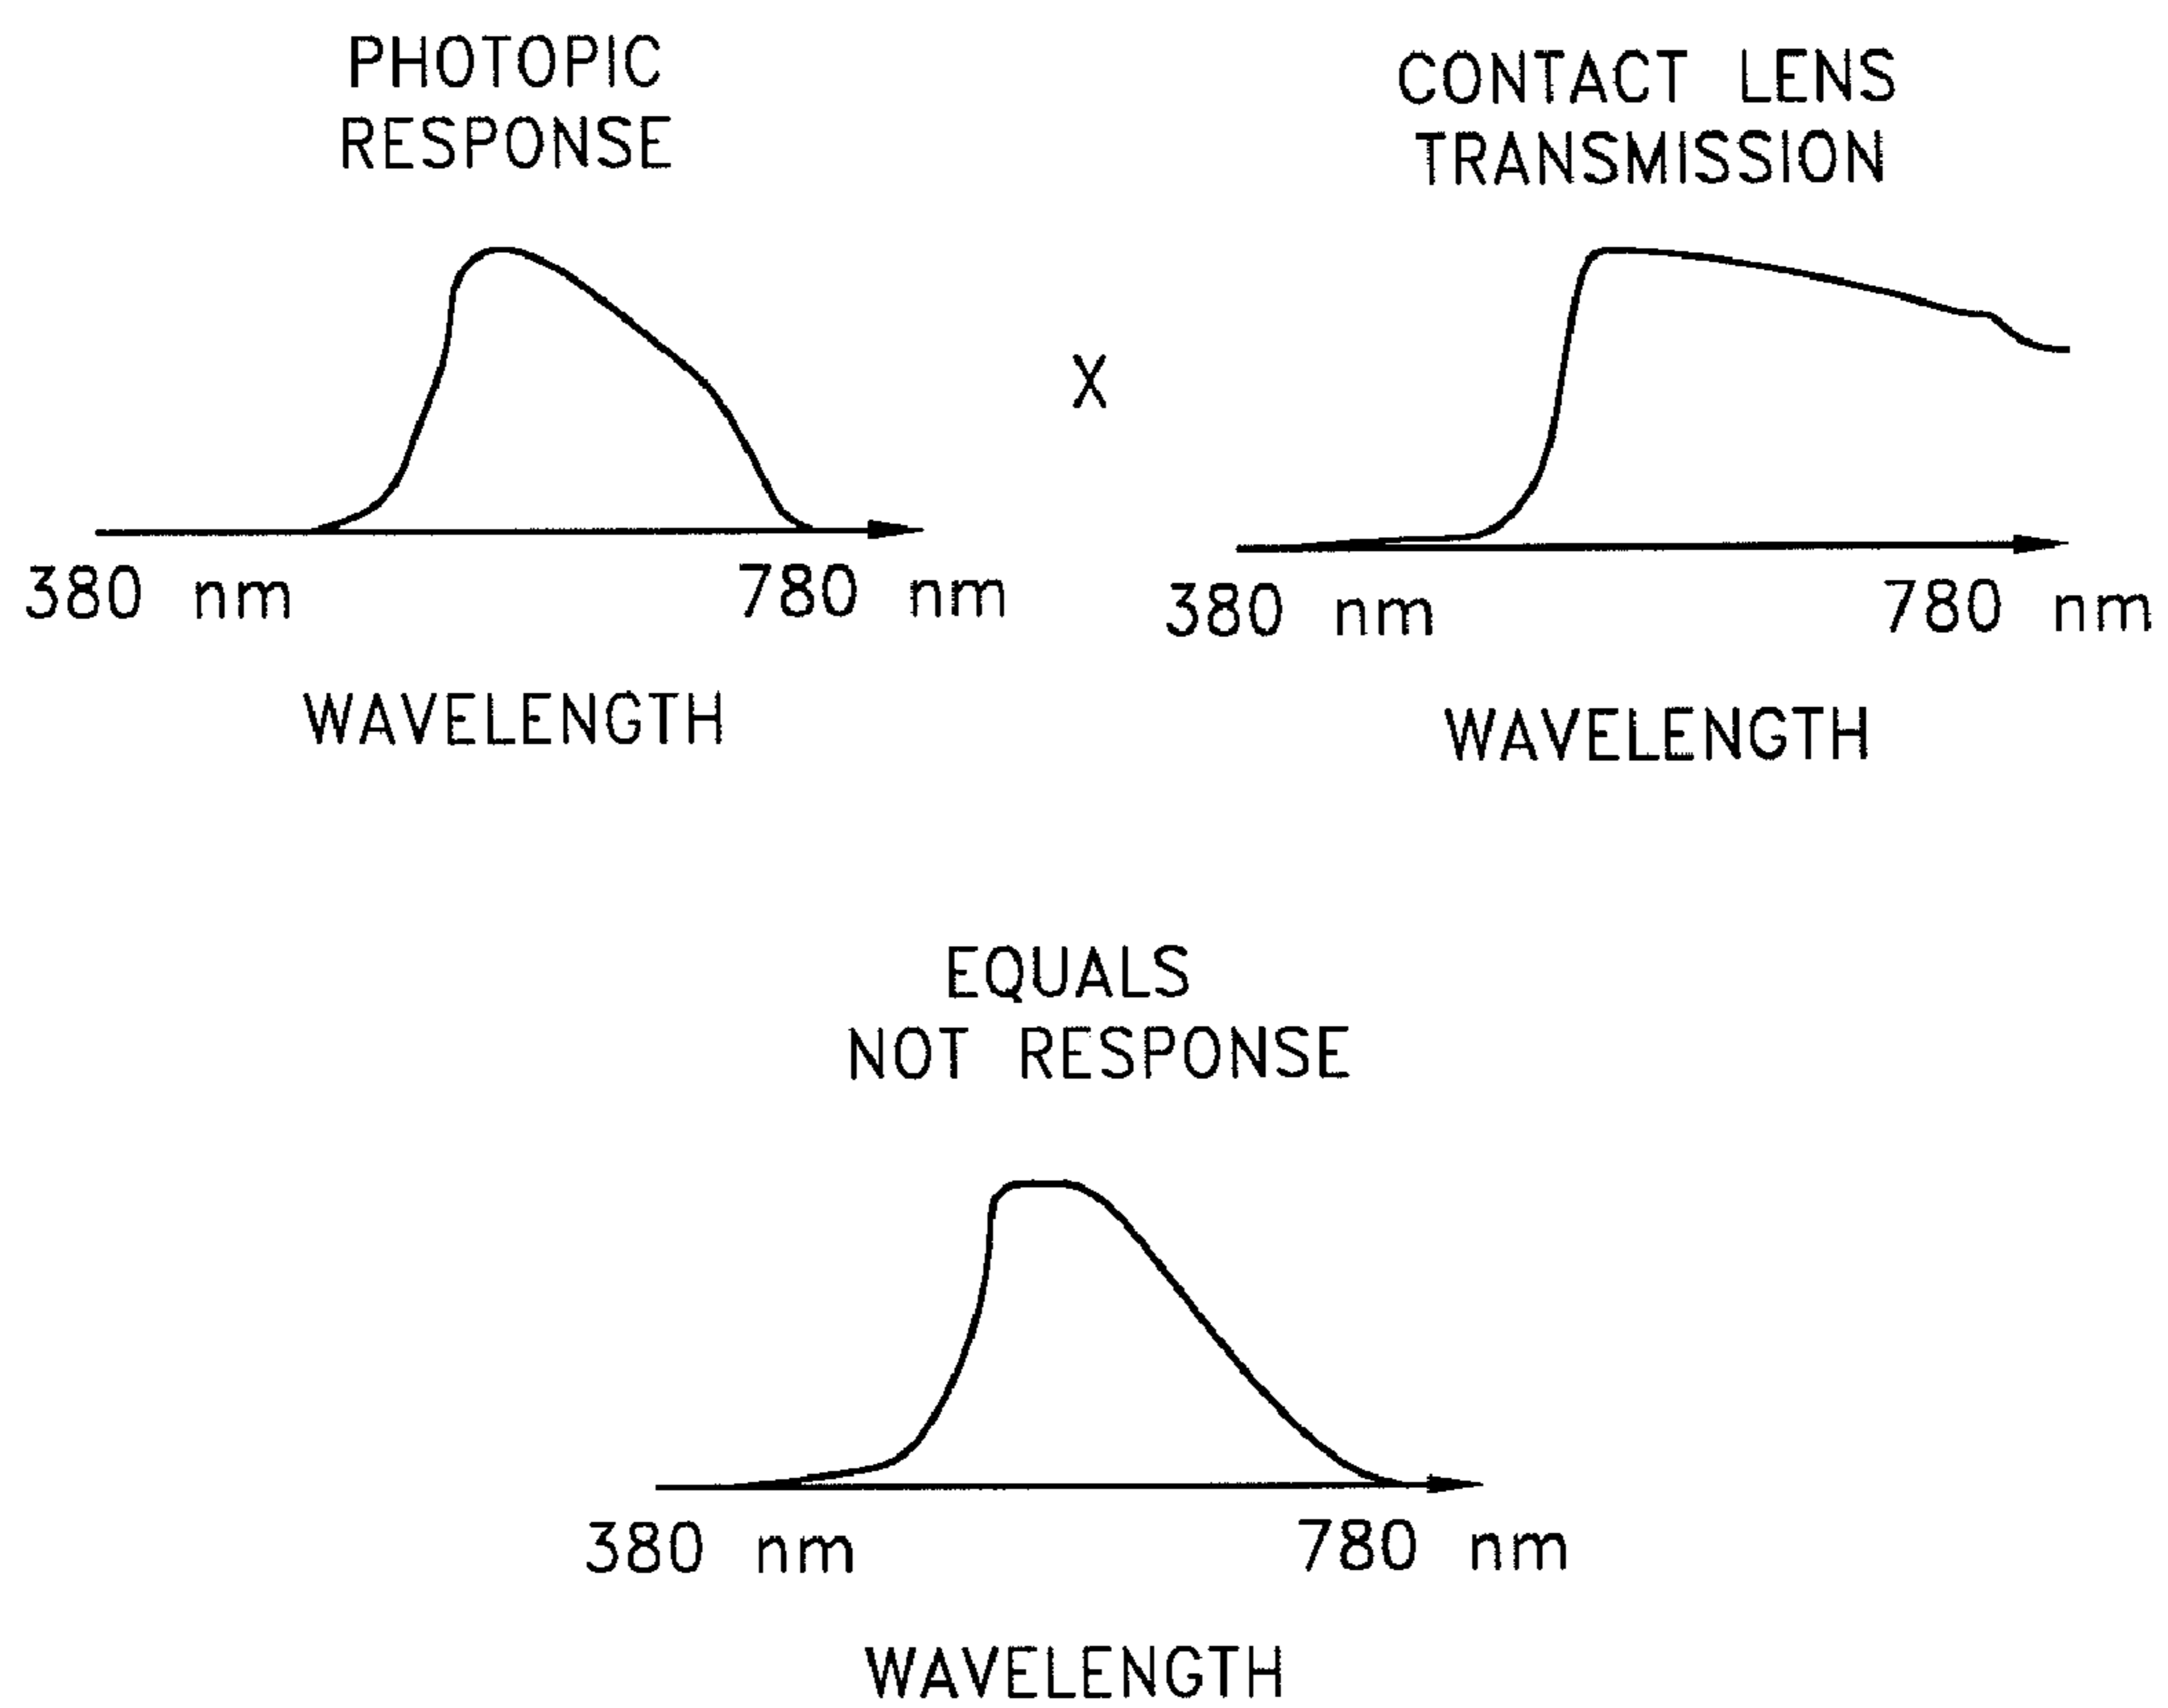 PHOTOPIC
RESPONSE
380 nm 780 nm
WAVELENGTH
X
CONTACT LENS
TRANSMISSION
380 nm 780 nm
WAVELENGTH
EQUALS
NOT RESPONSE
380 nm 780 nm
WAVELENGTH